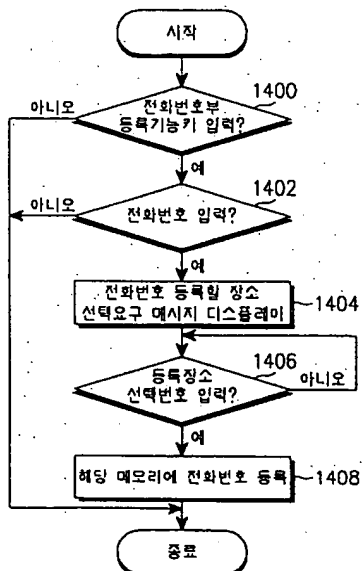 시작
1400
전화번호부
등록기능키 입력?
아니오
예
1402
전화번호 입력?
아니오
예
전화번호 등록할 장소
선택요구 메시지 디스플레이
1404
1406
등록장소
선택번호 입력?
아니오
예
해당 메모리에 전화번호 등록
1408
종료